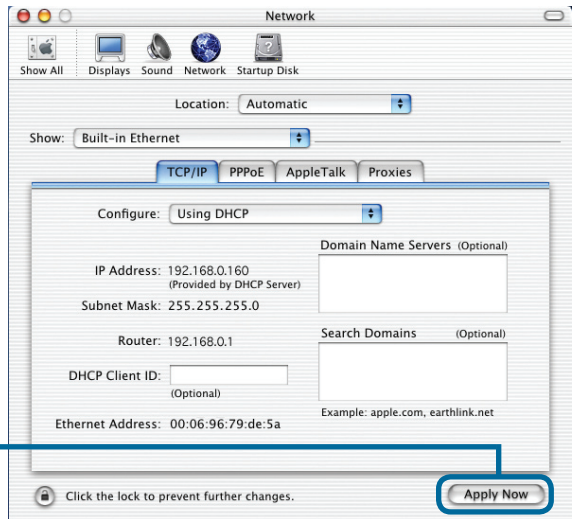 Network
Show All Displays Sound Network Startup Disk
Location: Automatic
Show: Built-in Ethernet
TCP/IP PPPoE AppleTalk Proxies
Configure: Using DHCP
Domain Name Servers (Optional)
IP Address: 192.168.0.160
(Provided by DHCP Server)
Subnet Mask: 255.255.255.0
Search Domains (Optional)
Router: 192.168.0.1
DHCP Client ID:
(Optional)
Example: apple.com, earthlink.net
Ethernet Address: 00:06:96:79:de:5a
Click the lock to prevent further changes.
Apply Now